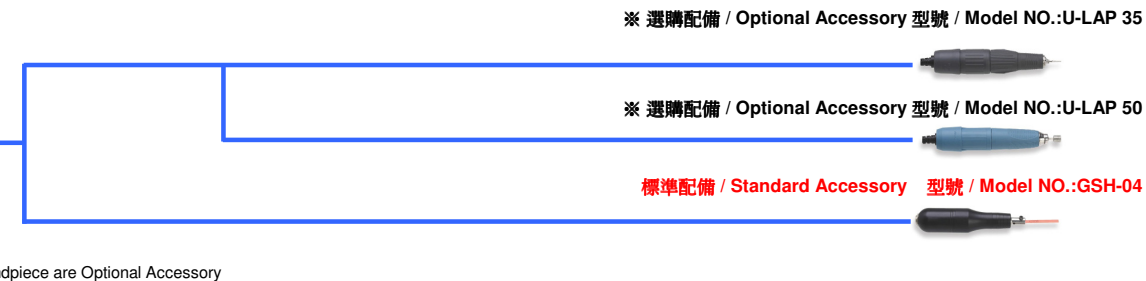 ※ 選購配備 / Optional Accessory 型號 / Model NO.:U-LAP 35
※ 選購配備 / Optional Accessory 型號 / Model NO.:U-LAP 50
標準配備 / Standard Accessory 型號 / Model NO.:GSH-04
dpiece are Optional Accessory